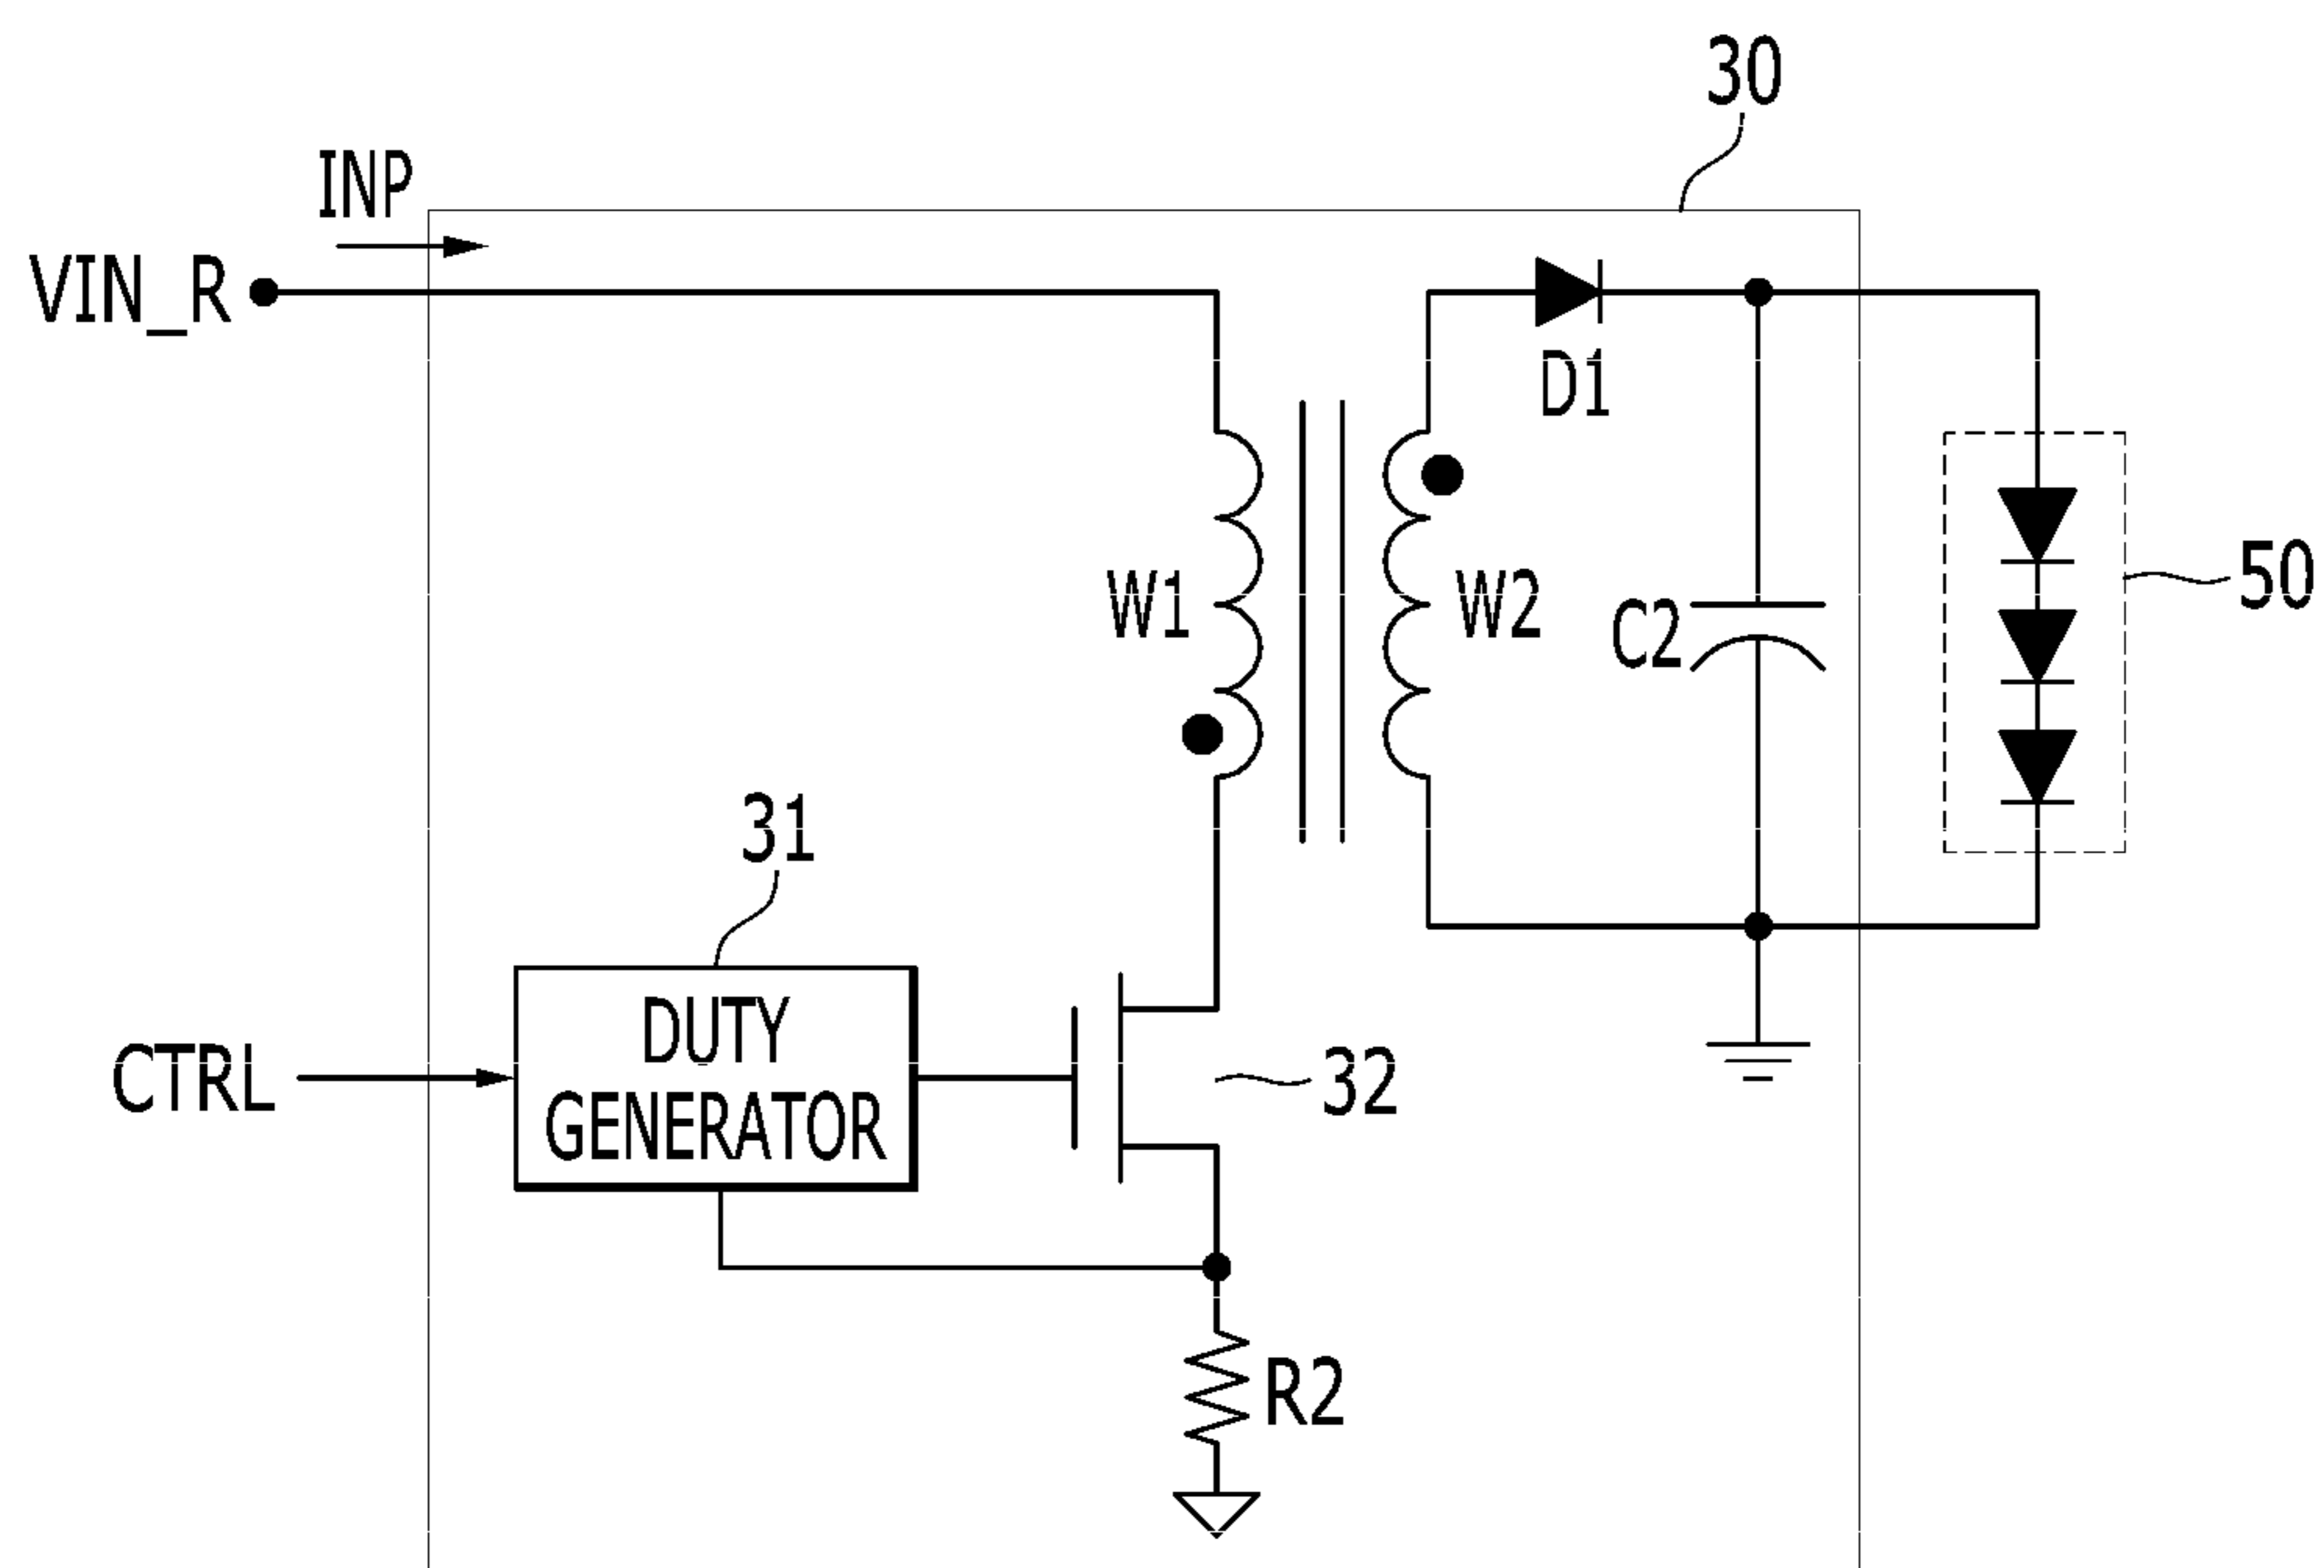 30
INP
VIN_R
D1
W1
W2
C2
50
31
DUTY
GENERATOR
CTRL
32
R2